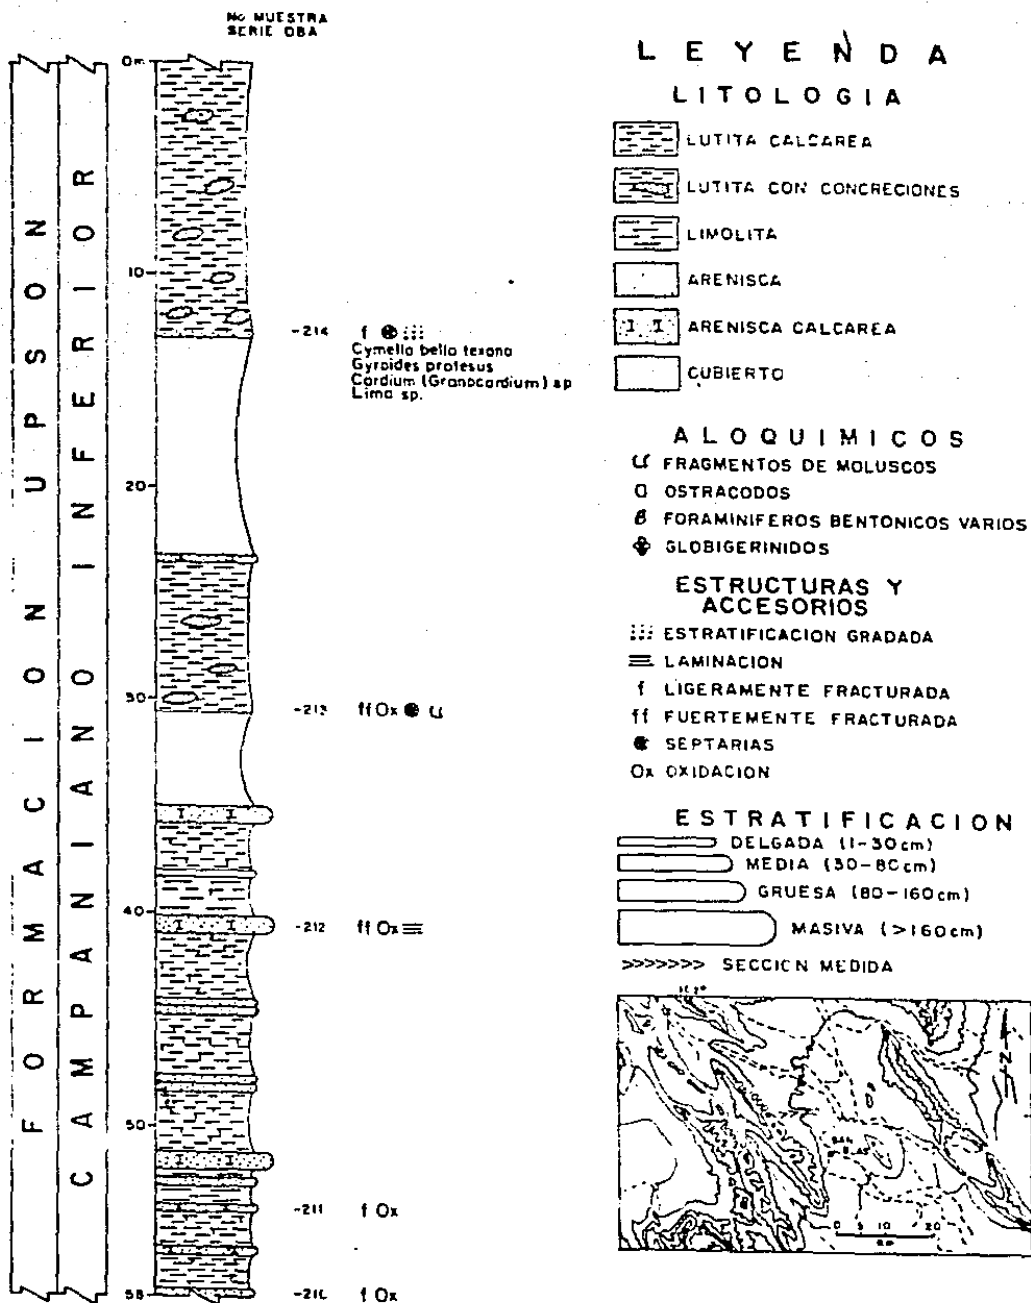 No MUESTRA
SERIE OBA
FORMACION UPSON
CAMPANIANO INFERIOR
0m
10
20
30
40
50
58
-214 f
Cymella bella texana
Gyroides protesus
Cardium (Granocardium) sp
Lima sp.
-213 ff Ox
-212 ff Ox
-211 f Ox
-210 f Ox
LEYENDA
LITOLOGIA
LUTITA CALCAREA
LUTITA CON CONCRECIONES
LIMOLITA
ARENISCA
ARENISCA CALCAREA
CUBIERTO
ALOQUIMICOS
FRAGMENTOS DE MOLUSCOS
OSTRACODOS
FORAMINIFEROS BENTONICOS VARIOS
GLOBIGERINIDOS
ESTRUCTURAS Y
ACCESORIOS
ESTRATIFICACION GRADADA
LAMINACION
f LIGERAMENTE FRACTURADA
ff FUERTEMENTE FRACTURADA
SEPTARIAS
Ox OXIDACION
ESTRATIFICACION
DELGADA (1-30cm)
MEDIA (30-80cm)
GRUESA (80-160cm)
MASIVA (>160cm)
>>>>>>> SECCION MEDIDA
N
SAN
BLAS
0 5 10 20
Km